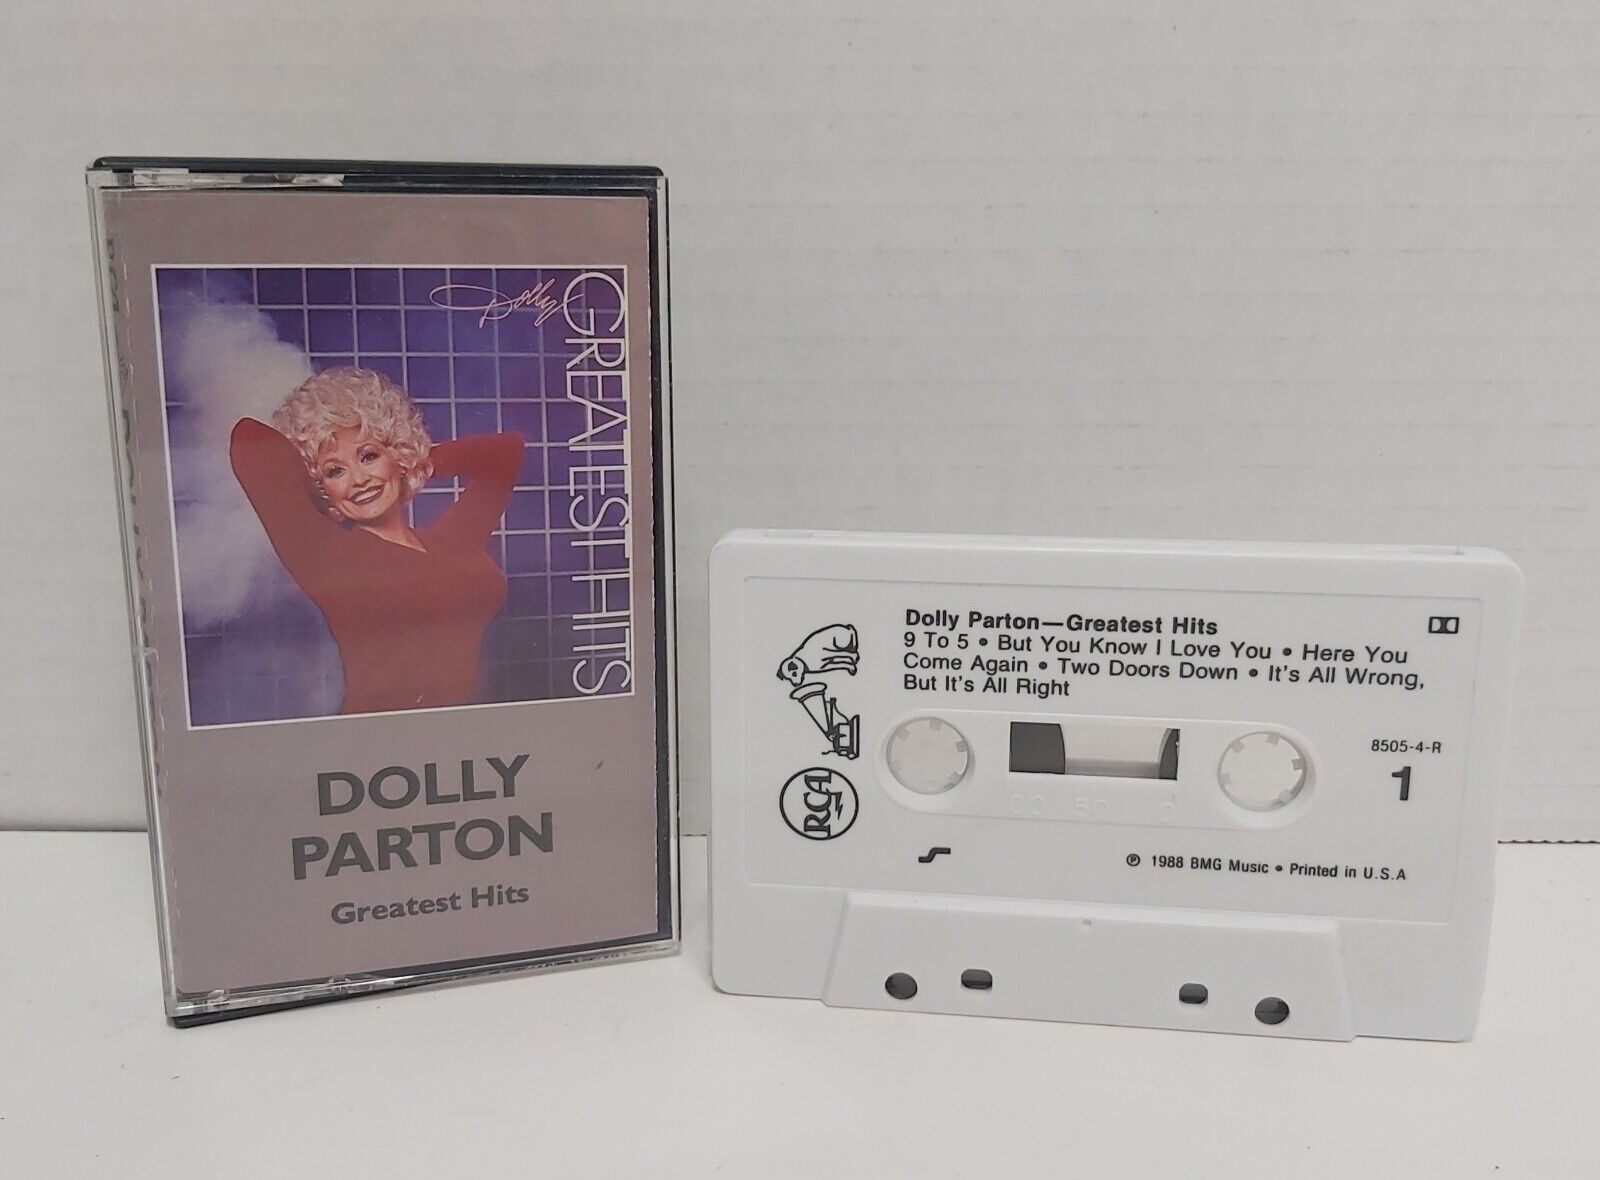 Dolly
GREATEST HITS
DOLLY
PARTON
Greatest Hits
Dolly Parton—Greatest Hits
9 To 5 • But You Know I Love You • Here You
Come Again • Two Doors Down • It's All Wrong,
But It's All Right
8505-4-R
1
RCA
℗ 1988 BMG Music • Printed in U.S.A